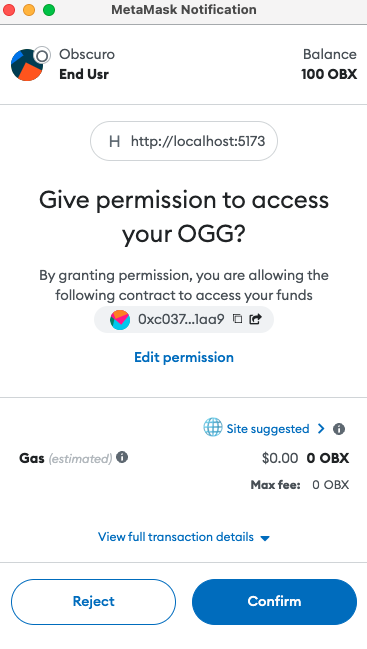 MetaMask Notification
Obscuro
Balance
End Usr
100 OBX
H http://localhost:5173
Give permission to access
your OGG?
By granting permission, you are allowing the
following contract to access your funds
0xc037...1aa9
Edit permission
Site suggested
Gas (estimated)
$0.00 0 OBX
Max fee: 0 OBX
View full transaction details
Reject
Confirm